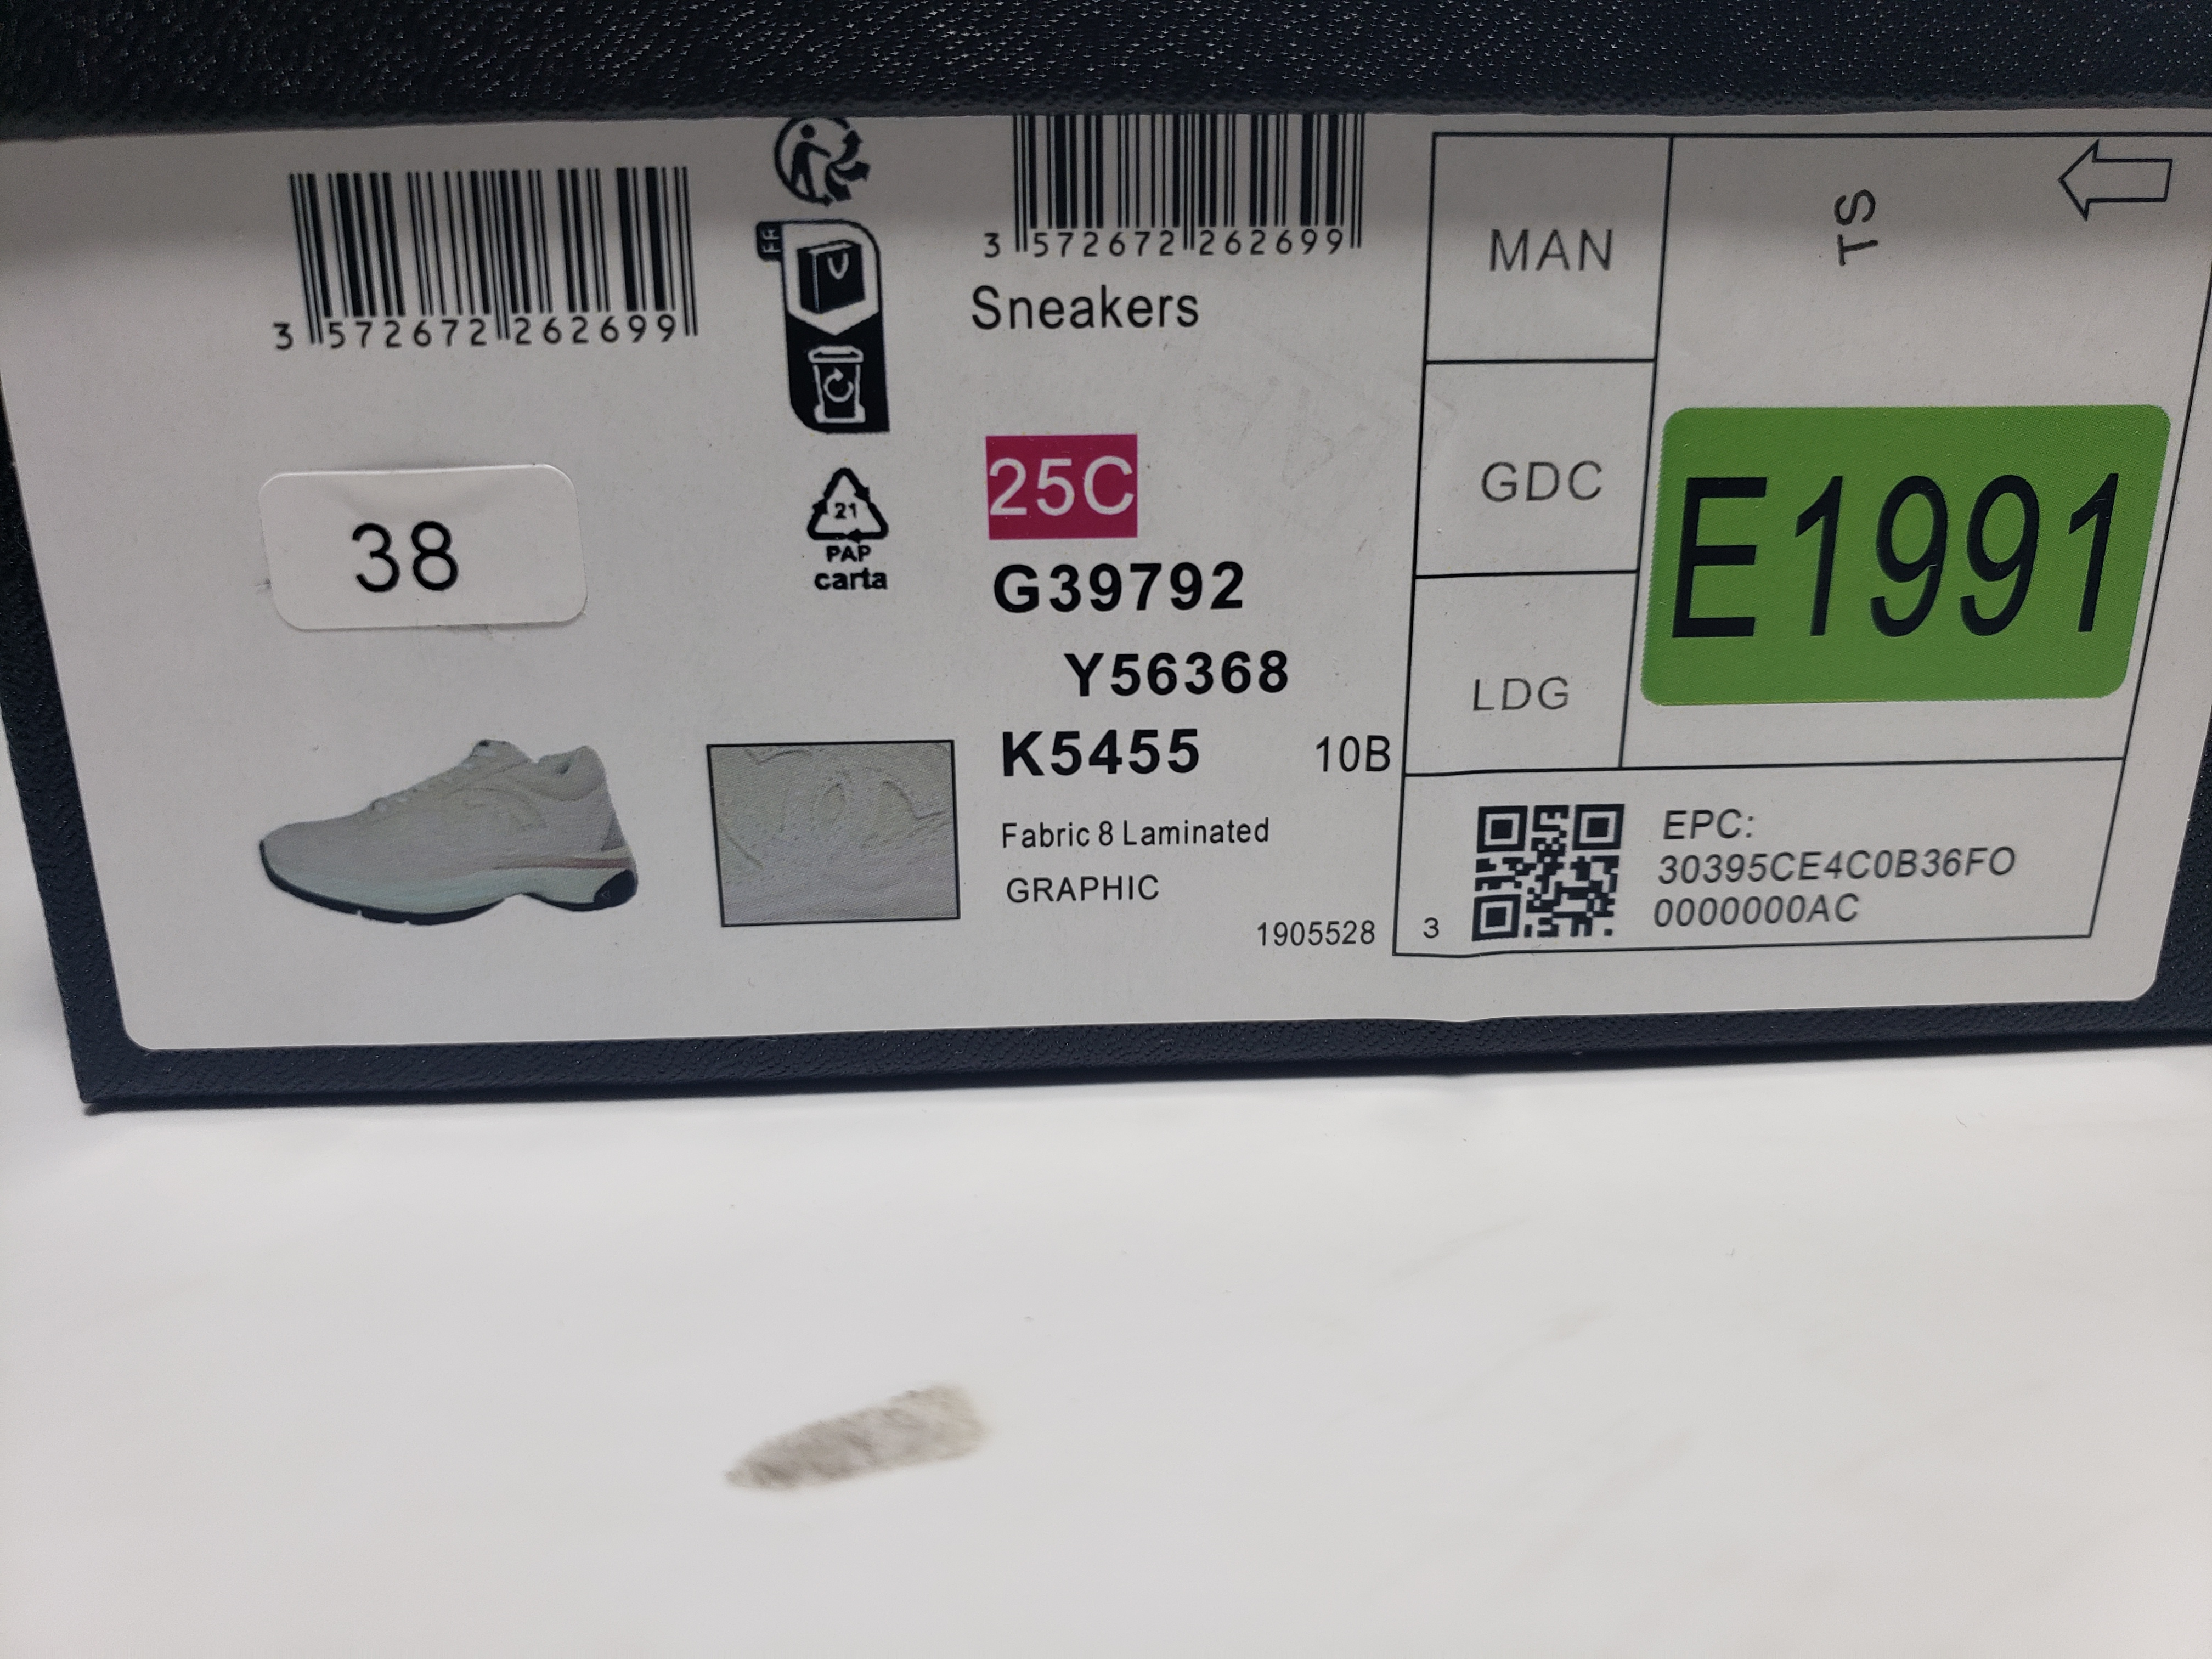 3 572672 262699
FR
21
PAP
carta
38
3 572672 262699
Sneakers
25C
G39792
Y56368
K5455 10B
Fabric 8 Laminated
GRAPHIC
1905528
MAN
GDC
LDG
TS
E1991
3
EPC:
30395CE4C0B36FO
0000000AC